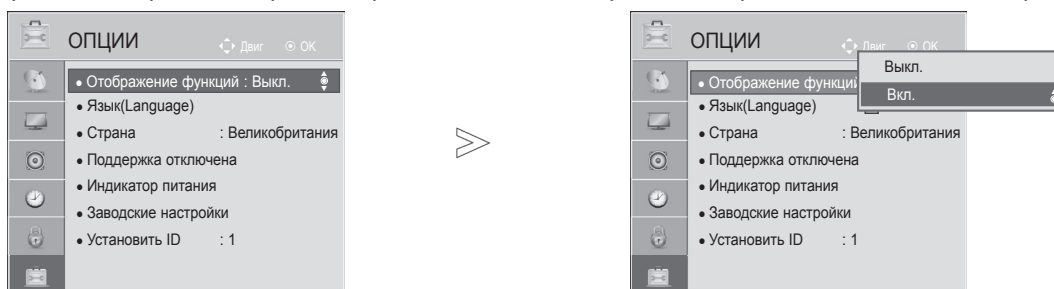 ОПЦИИ
Двиг OK
• Отображение функций : Выкл.
• Язык(Language)
• Страна : Великобритания
• Поддержка отключена
• Индикатор питания
• Заводские настройки
• Установить ID : 1
ОПЦИИ
Двиг OK
Выкл.
• Отображение функций
Вкл.
• Язык(Language)
• Страна : Великобритания
• Поддержка отключена
• Индикатор питания
• Заводские настройки
• Установить ID : 1